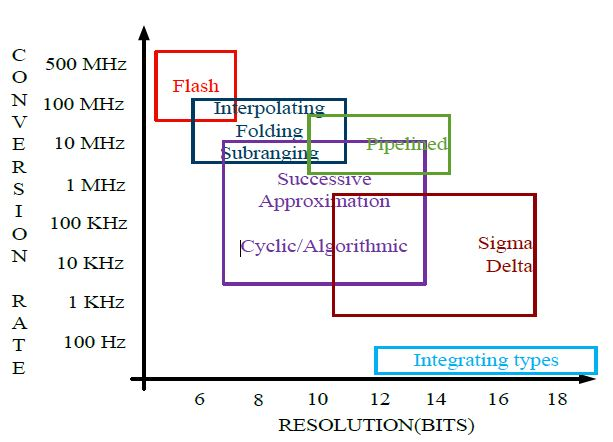 CONVERSION RATE
500 MHz
100 MHz
10 MHz
1 MHz
100 KHz
10 KHz
1 KHz
100 Hz
Flash
Interpolating
Folding
Subranging
Pipelined
Successive
Approximation
Cyclic/Algorithmic
Sigma
Delta
Integrating types
6 8 10 12 14 16 18
RESOLUTION(BITS)